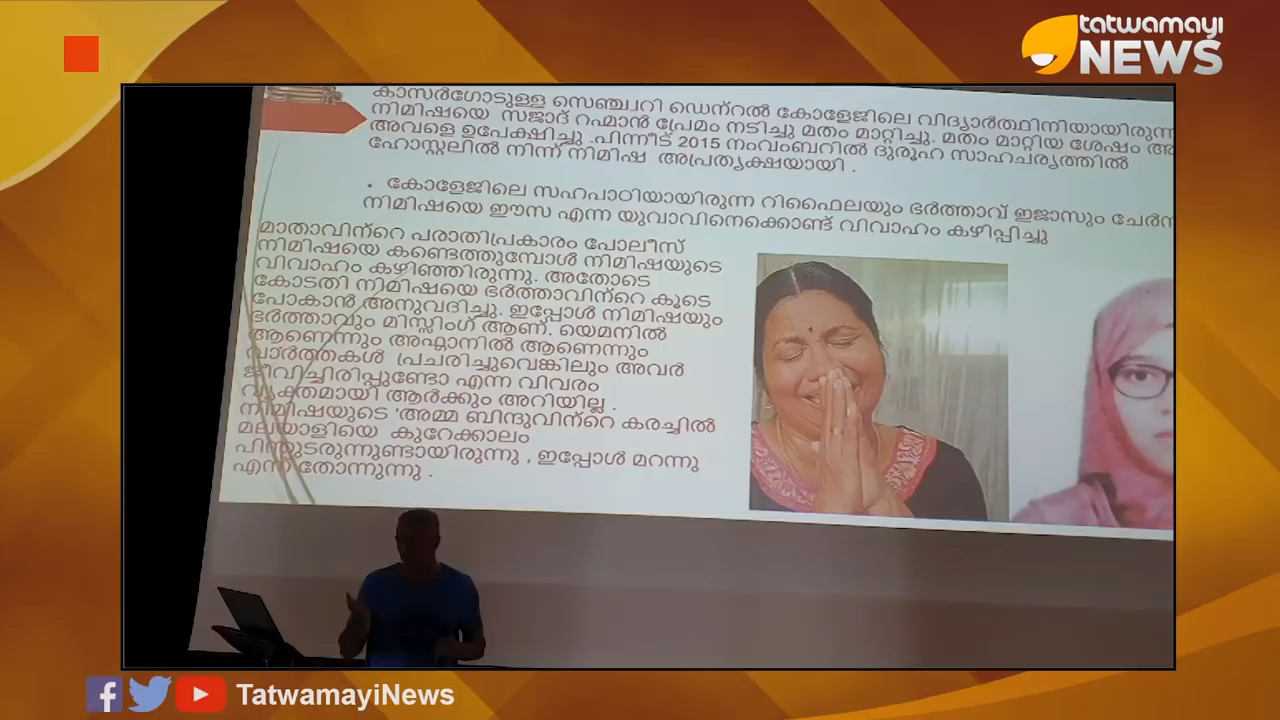 tatwamayi
NEWS
കാസർഗോടുള്ള സെഞ്ച്വറി ഡെന്റൽ കോളേജിലെ വിദ്യാർത്ഥിനിയായിരുന്ന
നിമിഷയെ സജാദ് റഹ്മാൻ പ്രേമം നടിച്ചു മതം മാറ്റിച്ചു. മതം മാറ്റിയ ശേഷം
അവളെ ഉപേക്ഷിച്ചു .പിന്നീട് 2015 നംവംബറിൽ ദുരൂഹ സാഹചര്യത്തിൽ
ഹോസ്റ്റലിൽ നിന്ന് നിമിഷ അപ്രത്യക്ഷയായി .
• കോളേജിലെ സഹപാഠിയായിരുന്ന റിഫൈലയും ഭർത്താവ് ഇജാസും
നിമിഷയെ ഈസ എന്ന യുവാവിനെക്കൊണ്ട് വിവാഹം കഴിപ്പിച്ചു
മാതാവിന്റെ പരാതിപ്രകാരം പോലീസ്
നിമിഷയെ കണ്ടെത്തുമ്പോൾ നിമിഷയുടെ
വിവാഹം കഴിഞ്ഞിരുന്നു. അതോടെ
കോടതി നിമിഷയെ ഭർത്താവിന്റെ കൂടെ
പോകാൻ അനുവദിച്ചു. ഇപ്പോൾ നിമിഷയും
ഭർത്താവും മിസ്സിംഗ് ആണ്. യെമനിൽ
ആണെന്നും അഫ്ഗാനിൽ ആണെന്നും
വാർത്തകൾ പ്രചരിച്ചുവെങ്കിലും അവർ
ജീവിച്ചിരിപ്പുണ്ടോ എന്ന വിവരം
വ്യക്തമായി ആർക്കും അറിയില്ല .
നിമിഷയുടെ 'അമ്മ ബിന്ദുവിന്റെ കരച്ചിൽ
മലയാളിയെ കുറേക്കാലം
പിന്തുടരുന്നുണ്ടായിരുന്നു , ഇപ്പോൾ മറന്നു
എന്ന് തോന്നുന്നു .
TatwamayiNews